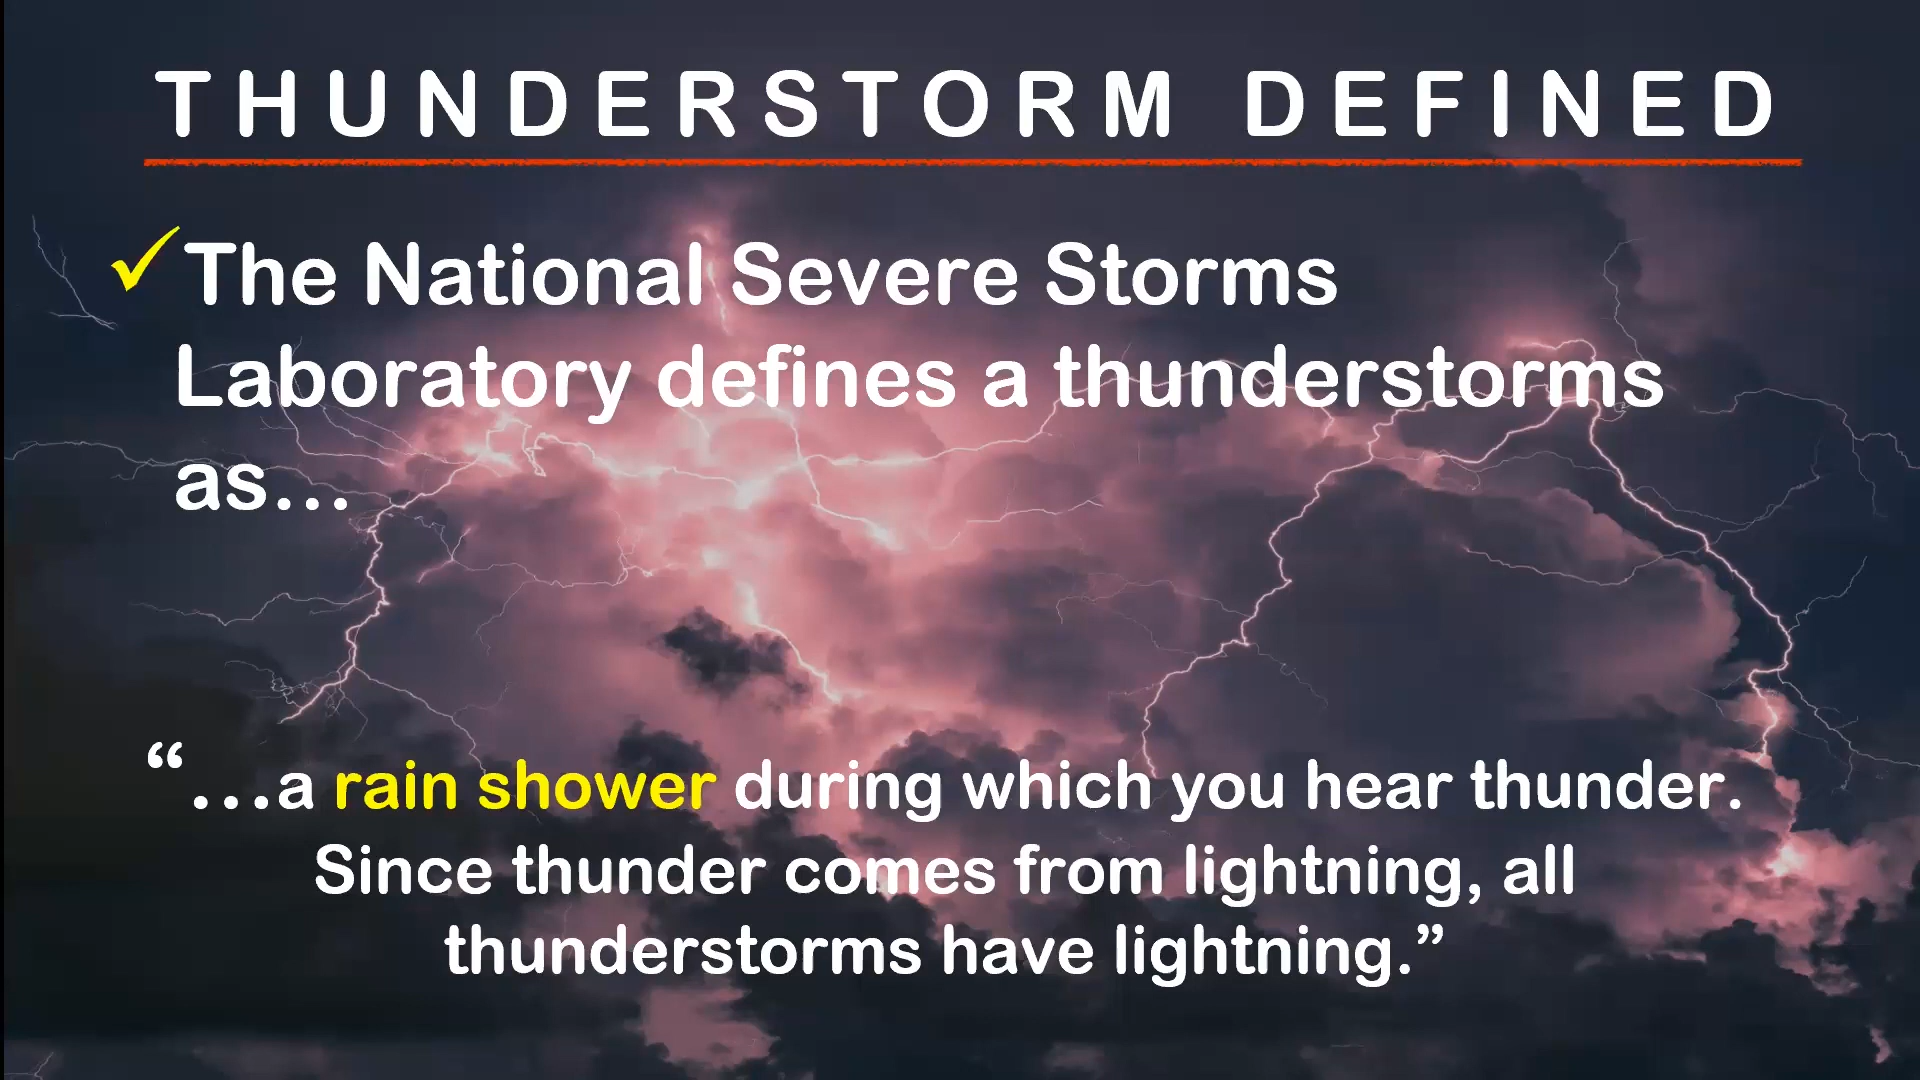 THUNDERSTORM DEFINED
✓The National Severe Storms
Laboratory defines a thunderstorms
as…
“…a rain shower during which you hear thunder.
Since thunder comes from lightning, all
thunderstorms have lightning.”